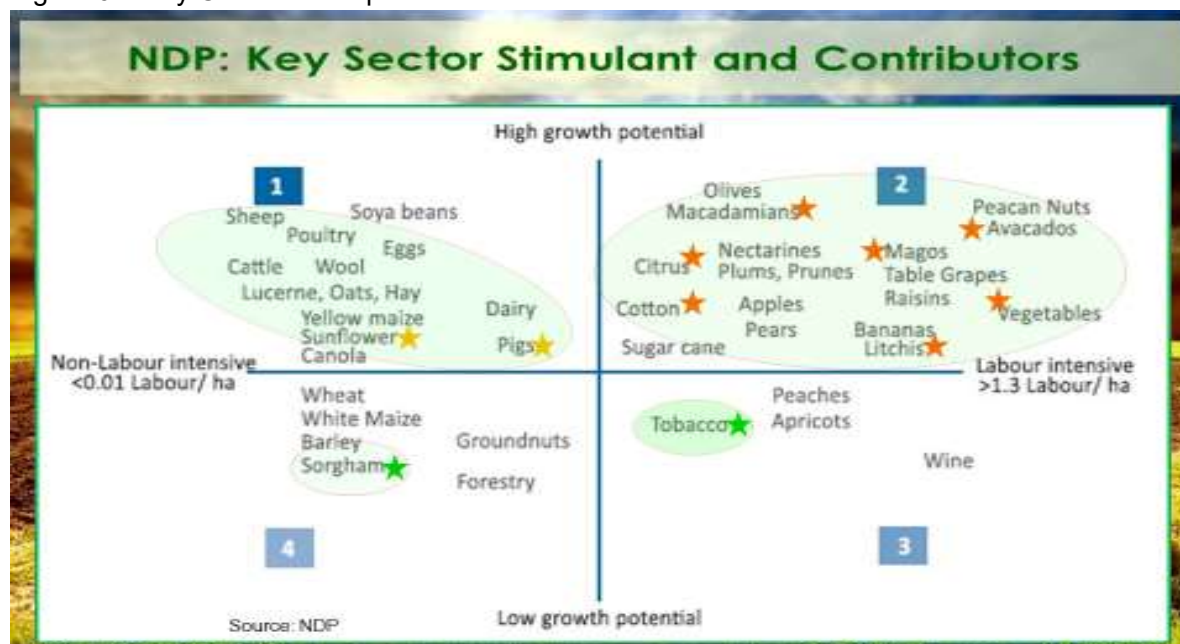 NDP: Key Sector Stimulant and Contributors
High growth potential
1
Sheep
Soya beans
Poultry
Eggs
Cattle
Wool
Lucerne, Oats, Hay
Yellow maize
Sunflower
Canola
Dairy
Pigs
2
Olives
Macadamians
Peacan Nuts
Avacados
Citrus
Nectarines
Plums, Prunes
Magos
Table Grapes
Raisins
Cotton
Apples
Pears
Vegetables
Bananas
Litchis
Sugar cane
Non-Labour intensive
<0.01 Labour/ ha
Labour intensive
>1.3 Labour/ ha
Wheat
White Maize
Barley
Sorgham
Groundnuts
Forestry
4
Peaches
Apricots
Tobacco
Wine
3
Low growth potential
Source: NDP